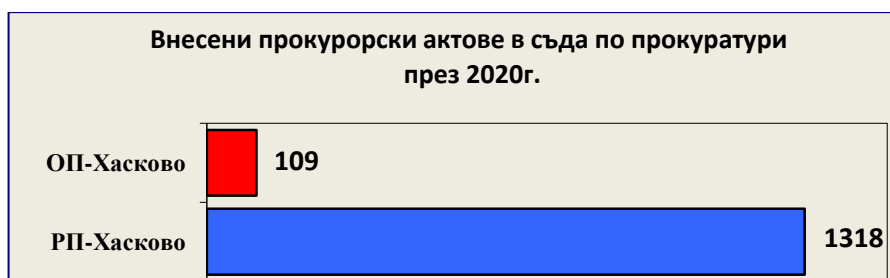 Внесени прокурорски актове в съда по прокуратури
през 2020г.
ОП-Хасково 109
РП-Хасково 1318